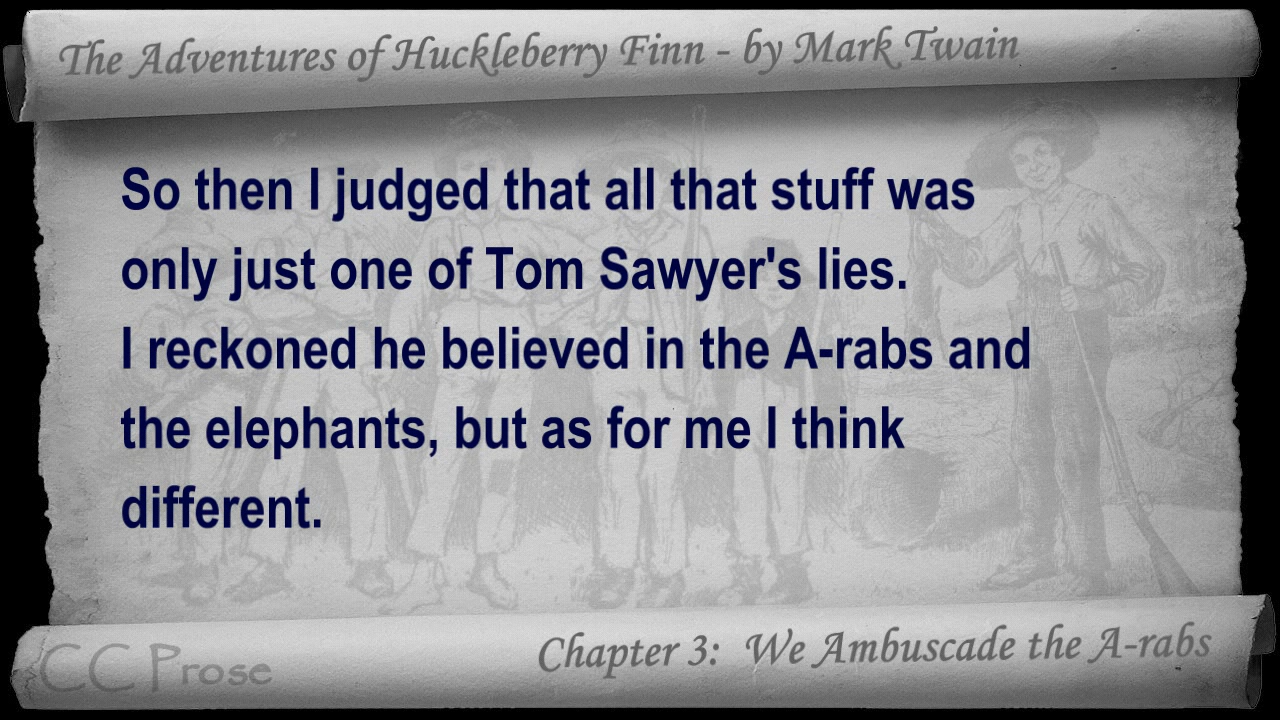 The Adventures of Huckleberry Finn - by Mark Twain
So then I judged that all that stuff was
only just one of Tom Sawyer's lies.
I reckoned he believed in the A-rabs and
the elephants, but as for me I think
different.
CC Prose
Chapter 3: We Ambuscade the A-rabs